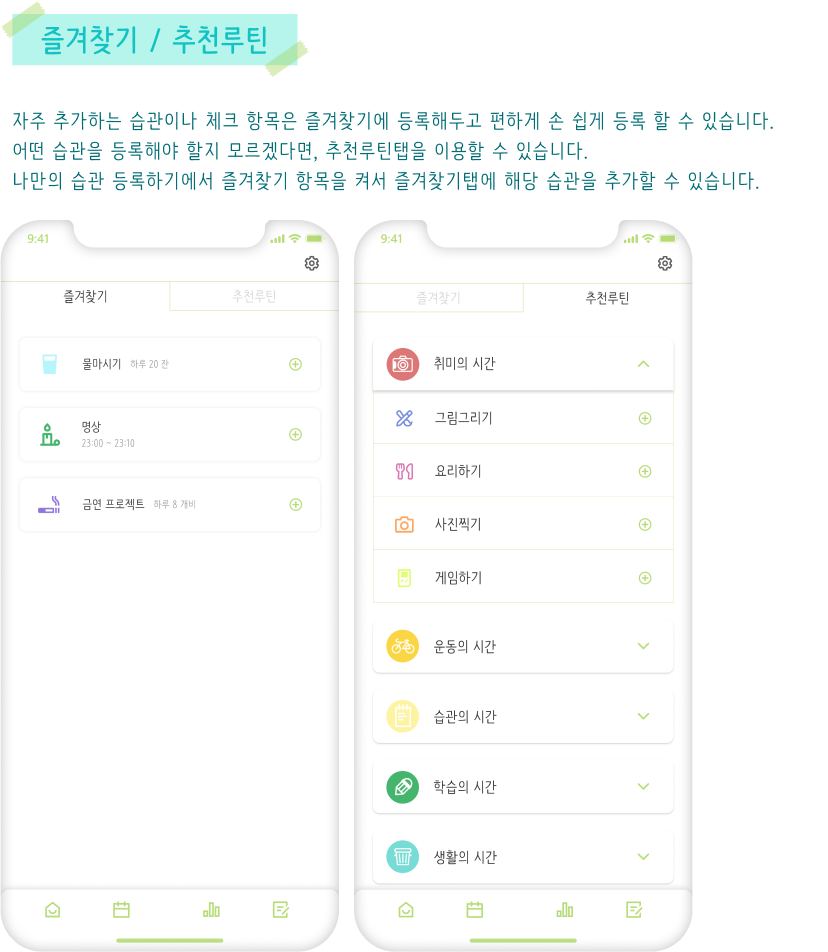 즐겨찾기 / 추천루틴
자주 추가하는 습관이나 체크 항목은 즐겨찾기에 등록해두고 편하게 손 쉽게 등록 할 수 있습니다.
어떤 습관을 등록해야 할지 모르겠다면, 추천루틴탭을 이용할 수 있습니다.
나만의 습관 등록하기에서 즐겨찾기 항목을 켜서 즐겨찾기탭에 해당 습관을 추가할 수 있습니다.
9:41
즐겨찾기 추천루틴
물마시기 하루 20 잔
명상
23:00 ~ 23:10
금연 프로젝트 하루 8 개비
9:41
즐겨찾기 추천루틴
취미의 시간
그림그리기
요리하기
사진찍기
게임하기
운동의 시간
습관의 시간
학습의 시간
생활의 시간